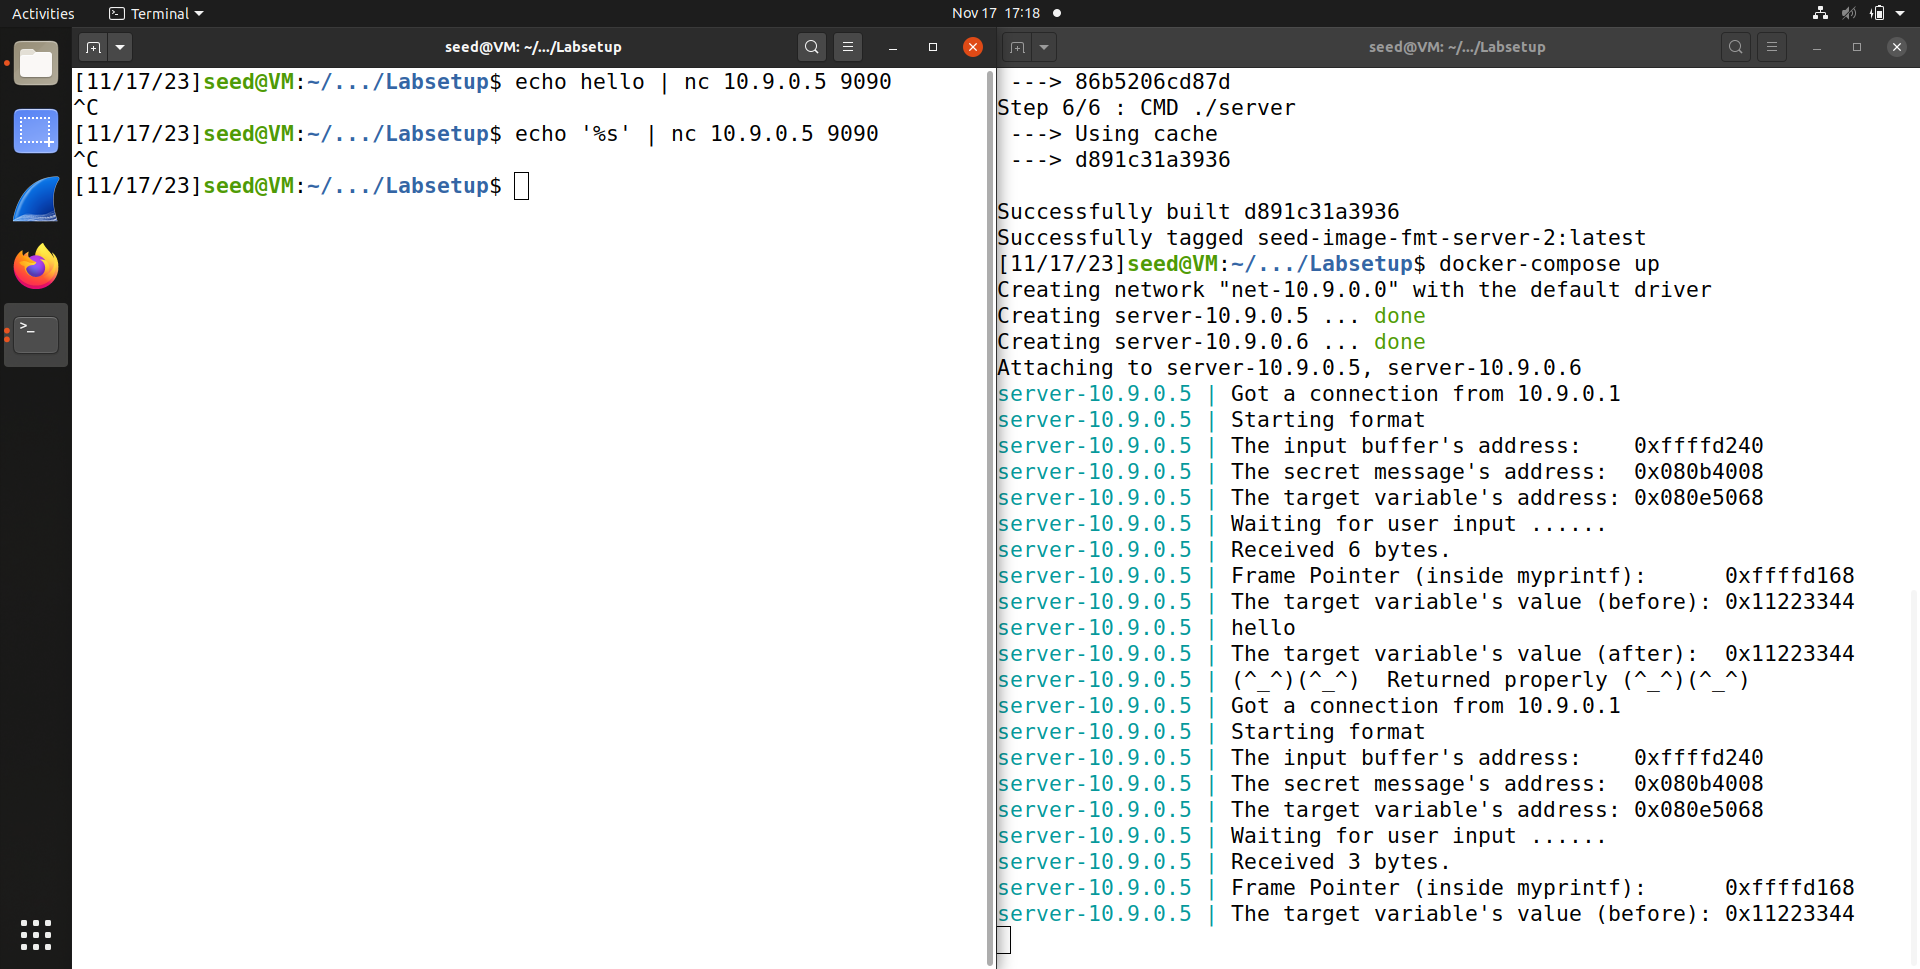 Activities
Terminal
Nov 17 17:18
seed@VM: ~/.../Labsetup
[11/17/23]seed@VM:~/.../Labsetup$ echo hello | nc 10.9.0.5 9090
^C
[11/17/23]seed@VM:~/.../Labsetup$ echo '%s' | nc 10.9.0.5 9090
^C
[11/17/23]seed@VM:~/.../Labsetup$
>_
seed@VM: ~/.../Labsetup
---> 86b5206cd87d
Step 6/6 : CMD ./server
---> Using cache
---> d891c31a3936
Successfully built d891c31a3936
Successfully tagged seed-image-fmt-server-2:latest
[11/17/23]seed@VM:~/.../Labsetup$ docker-compose up
Creating network "net-10.9.0.0" with the default driver
Creating server-10.9.0.5 ... done
Creating server-10.9.0.6 ... done
Attaching to server-10.9.0.5, server-10.9.0.6
server-10.9.0.5 | Got a connection from 10.9.0.1
server-10.9.0.5 | Starting format
server-10.9.0.5 | The input buffer's address:    0xffffd240
server-10.9.0.5 | The secret message's address:  0x080b4008
server-10.9.0.5 | The target variable's address: 0x080e5068
server-10.9.0.5 | Waiting for user input ......
server-10.9.0.5 | Received 6 bytes.
server-10.9.0.5 | Frame Pointer (inside myprintf):      0xffffd168
server-10.9.0.5 | The target variable's value (before): 0x11223344
server-10.9.0.5 | hello
server-10.9.0.5 | The target variable's value (after):  0x11223344
server-10.9.0.5 | (^_^)(^_^)  Returned properly (^_^)(^_^)
server-10.9.0.5 | Got a connection from 10.9.0.1
server-10.9.0.5 | Starting format
server-10.9.0.5 | The input buffer's address:    0xffffd240
server-10.9.0.5 | The secret message's address:  0x080b4008
server-10.9.0.5 | The target variable's address: 0x080e5068
server-10.9.0.5 | Waiting for user input ......
server-10.9.0.5 | Received 3 bytes.
server-10.9.0.5 | Frame Pointer (inside myprintf):      0xffffd168
server-10.9.0.5 | The target variable's value (before): 0x11223344